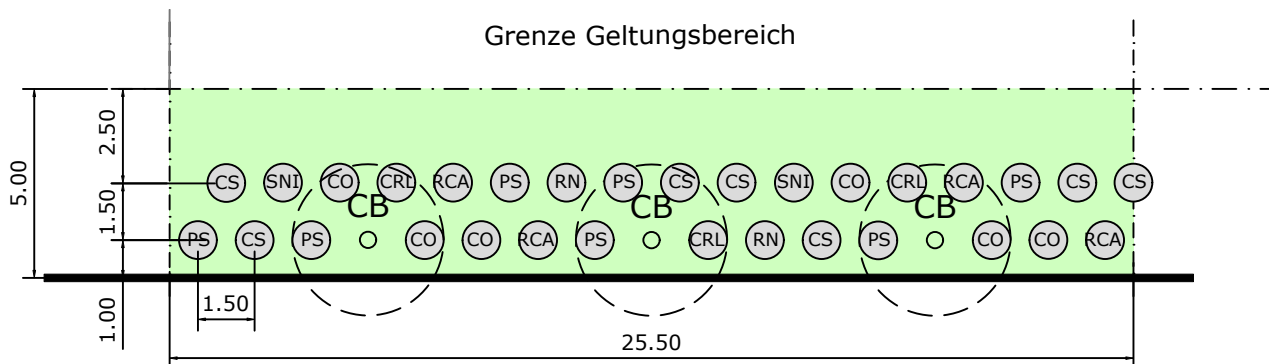 Grenze Geltungsbereich
5.00
2.50
1.50
1.00
CS SNI CO CRL RCA PS RN PS CS CS SNI CO CRL RCA PS CS CS
CB CB CB
PS CS PS CO CO RCA PS CRL RN CS PS CO CO RCA
1.50
25.50